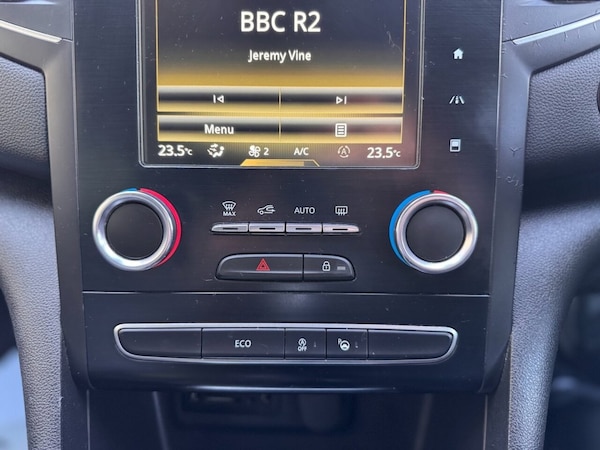 BBC R2
Jeremy Vine
Menu
23.5°c 2 A/C A 23.5°c
MAX AUTO
ECO OFF